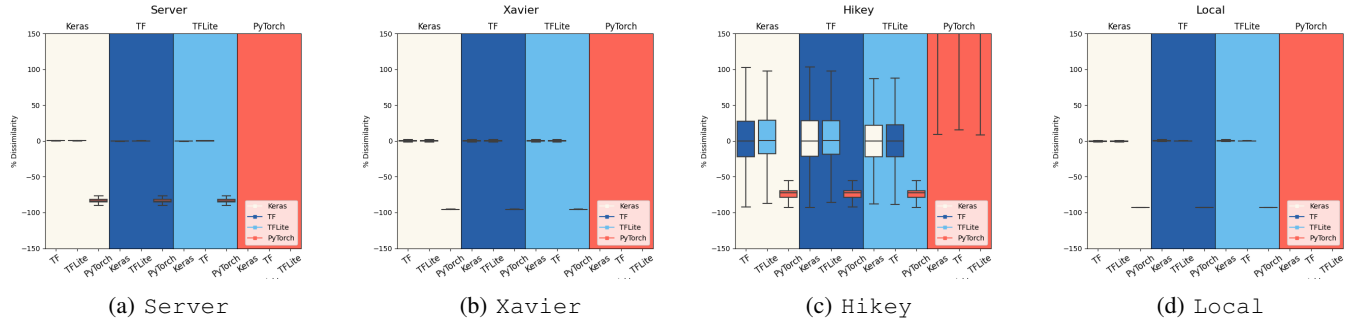 Server
Keras TF TFLite PyTorch
% Dissimilarity
150
100
50
0
−50
−100
−150
TF TFLite PyTorch Keras TFLite PyTorch Keras TF PyTorch Keras TF TFLite
Keras
TF
TFLite
PyTorch
(a) Server
Xavier
Keras TF TFLite PyTorch
% Dissimilarity
150
100
50
0
−50
−100
−150
TF TFLite PyTorch Keras TFLite PyTorch Keras TF PyTorch Keras TF TFLite
Keras
TF
TFLite
PyTorch
(b) Xavier
Hikey
Keras TF TFLite PyTorch
% Dissimilarity
150
100
50
0
−50
−100
−150
TF TFLite PyTorch Keras TFLite PyTorch Keras TF PyTorch Keras TF TFLite
Keras
TF
TFLite
PyTorch
(c) Hikey
Local
Keras TF TFLite PyTorch
% Dissimilarity
150
100
50
0
−50
−100
−150
TF TFLite PyTorch Keras TFLite PyTorch Keras TF PyTorch Keras TF TFLite
Keras
TF
TFLite
PyTorch
(d) Local